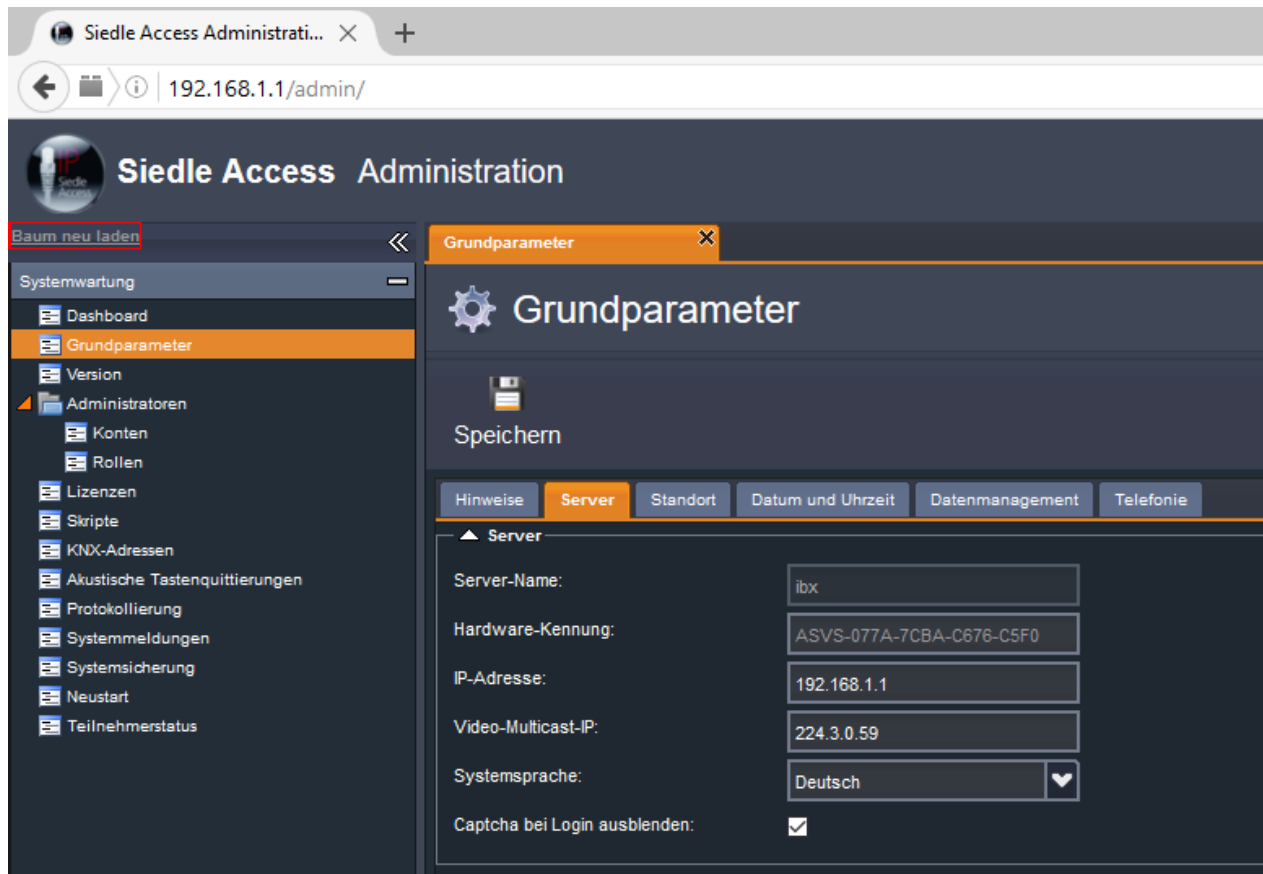 Siedle Access Administrati...
192.168.1.1/admin/
IP
Siedle
Access
Siedle Access Administration
Baum neu laden
Systemwartung
Dashboard
Grundparameter
Version
Administratoren
Konten
Rollen
Lizenzen
Skripte
KNX-Adressen
Akustische Tastenquittierungen
Protokollierung
Systemmeldungen
Systemsicherung
Neustart
Teilnehmerstatus
Grundparameter
Grundparameter
Speichern
Hinweise Server Standort Datum und Uhrzeit Datenmanagement Telefonie
Server
Server-Name: ibx
Hardware-Kennung: ASVS-077A-7CBA-C676-C5F0
IP-Adresse: 192.168.1.1
Video-Multicast-IP: 224.3.0.59
Systemsprache: Deutsch
Captcha bei Login ausblenden: